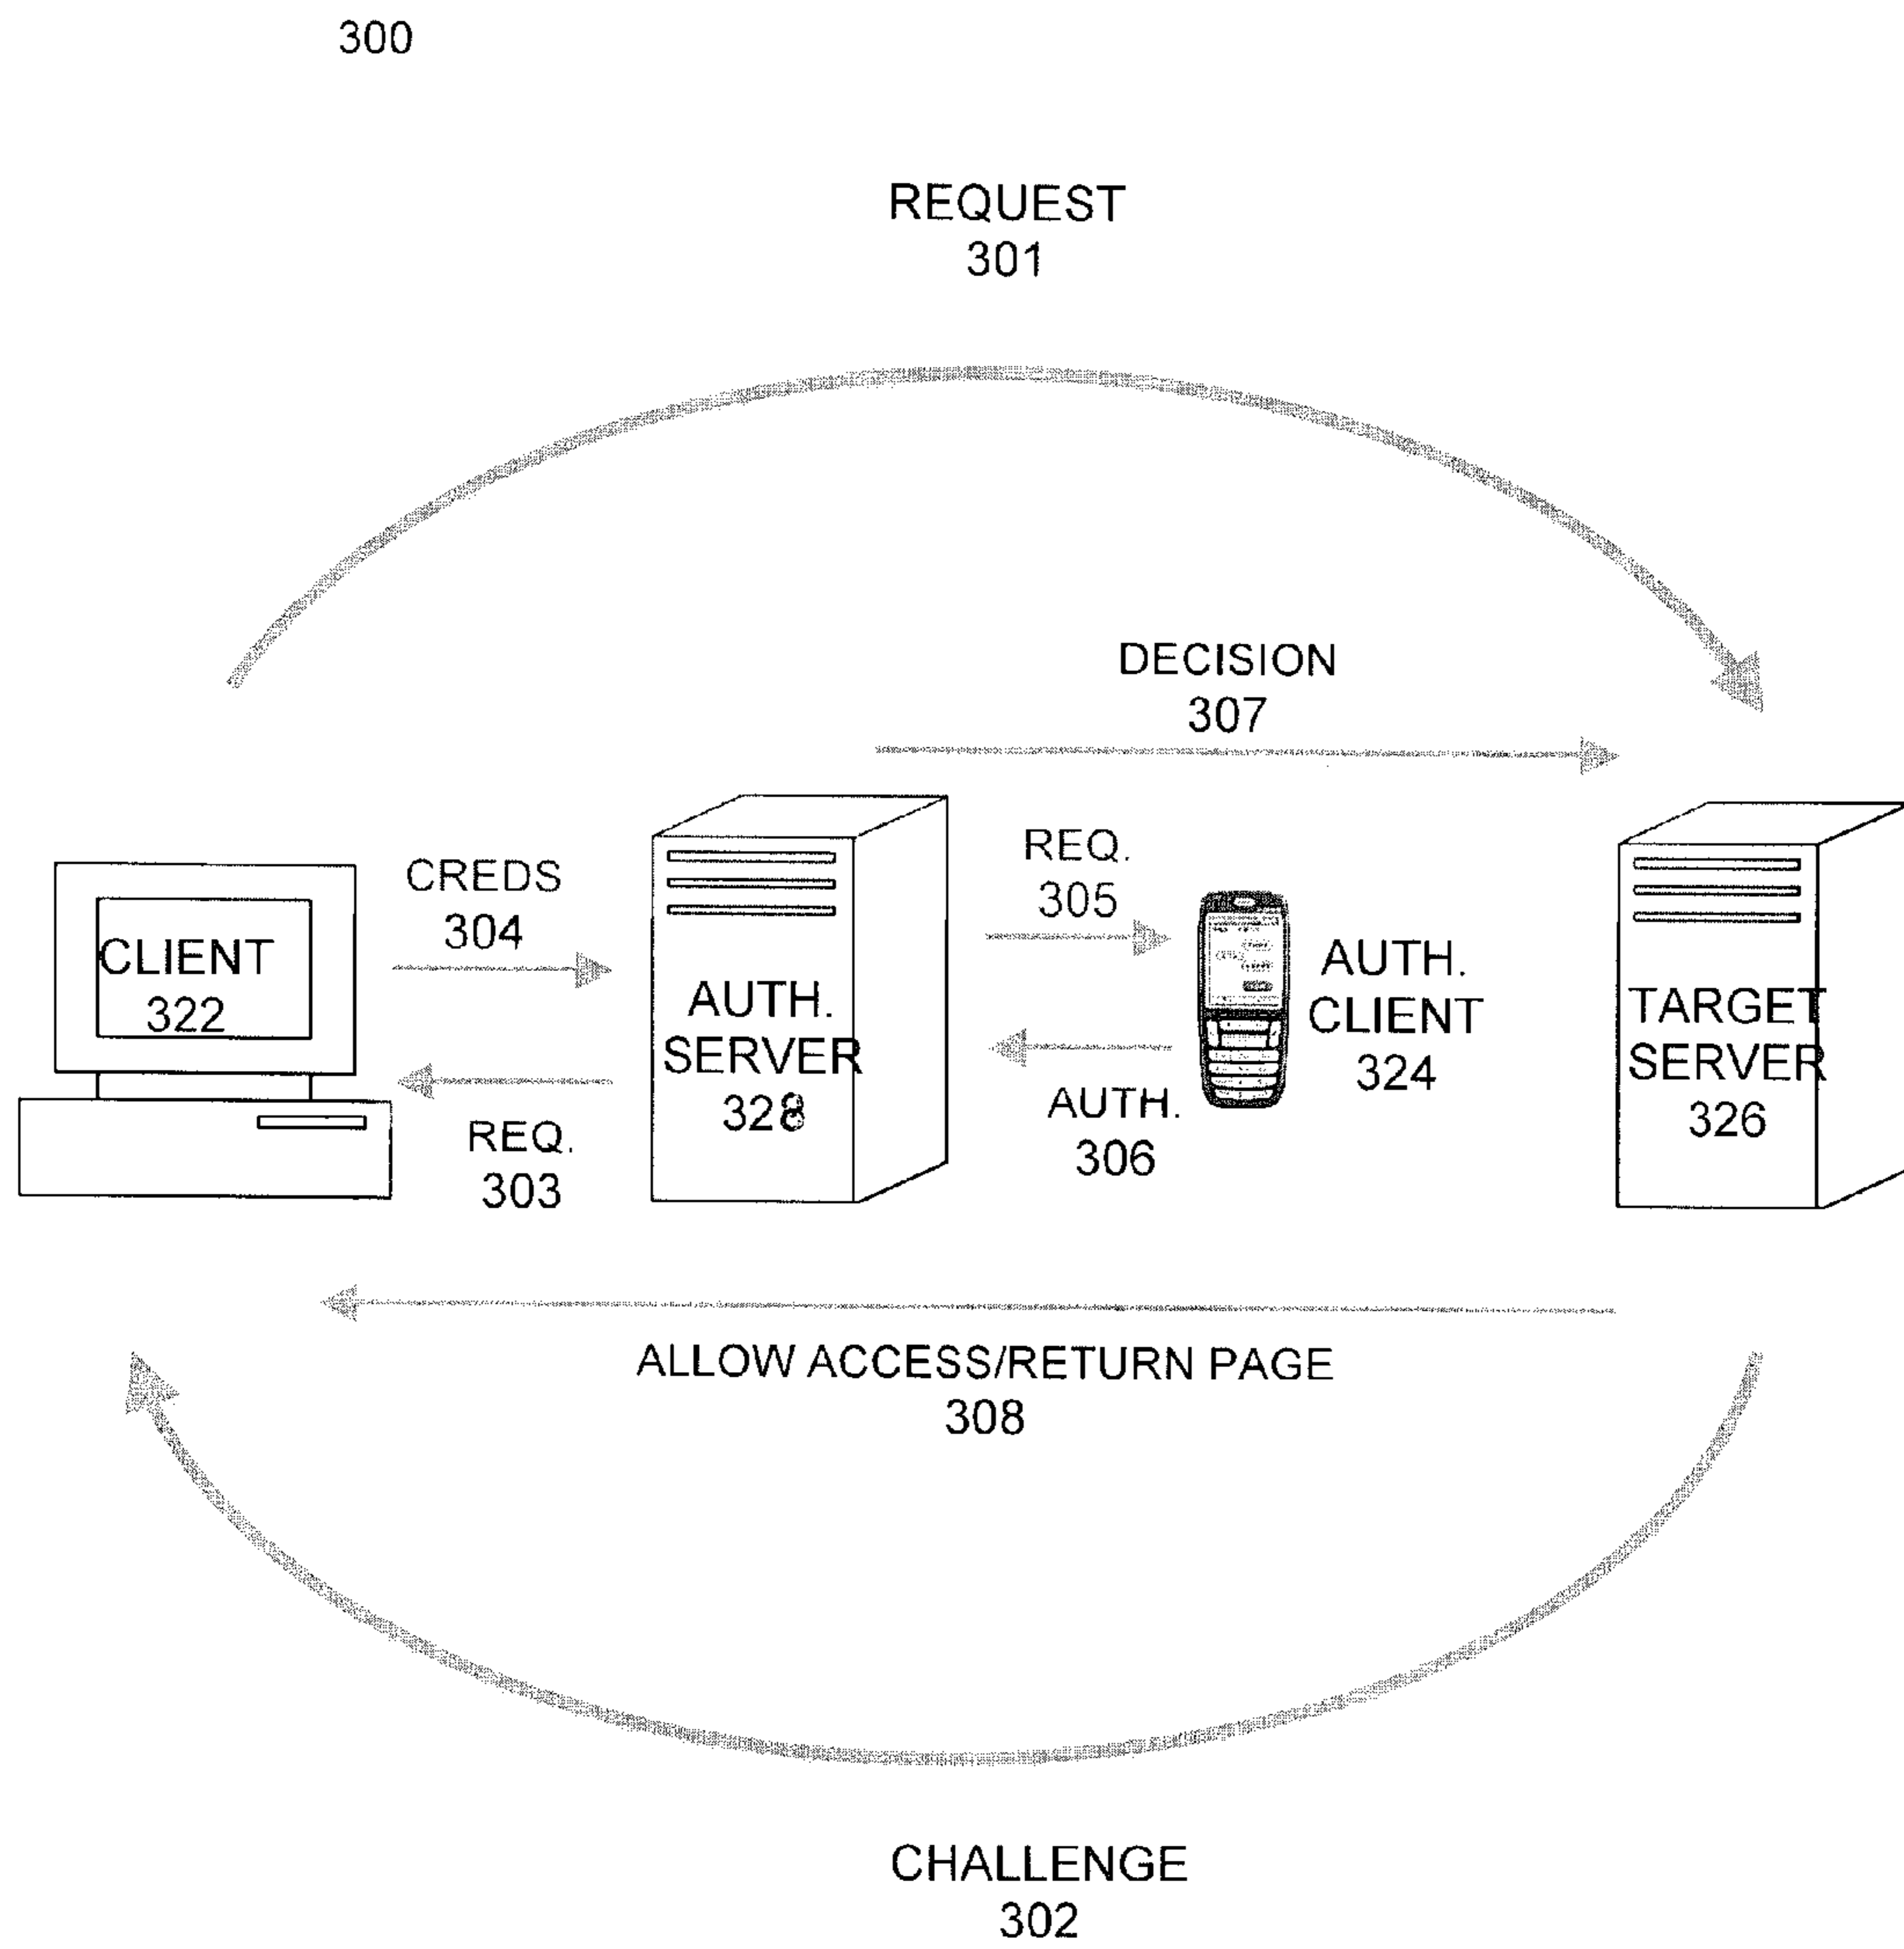 300
REQUEST
301
DECISION
307
CREDS
304
REQ.
305
CLIENT
322
AUTH.
SERVER
328
AUTH.
CLIENT
324
TARGET
SERVER
326
REQ.
303
AUTH.
306
ALLOW ACCESS/RETURN PAGE
308
CHALLENGE
302